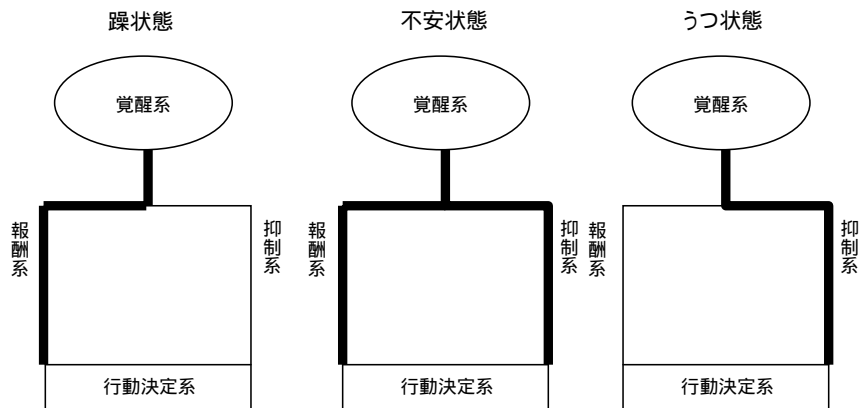 躁状態
覚醒系
報酬系
抑制系
行動決定系
不安状態
覚醒系
報酬系
抑制系
行動決定系
うつ状態
覚醒系
報酬系
抑制系
行動決定系